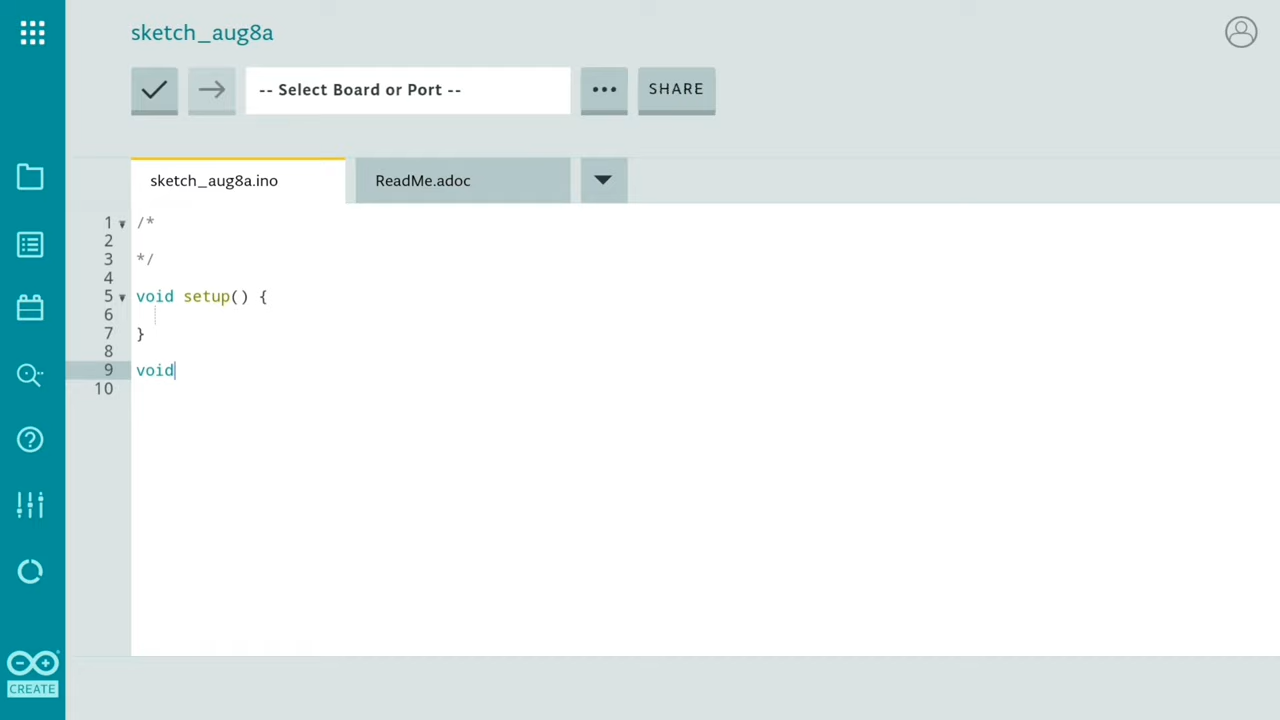 sketch_aug8a
-- Select Board or Port --
SHARE
sketch_aug8a.ino
ReadMe.adoc
1 /*
2
3 */
4
5 void setup() {
6
7 }
8
9 void
10
CREATE